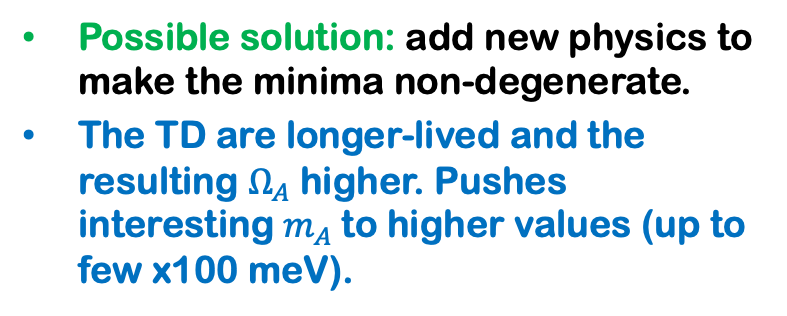 • Possible solution: add new physics to
make the minima non-degenerate.
• The TD are longer-lived and the
resulting Ω_A higher. Pushes
interesting m_A to higher values (up to
few x100 meV).